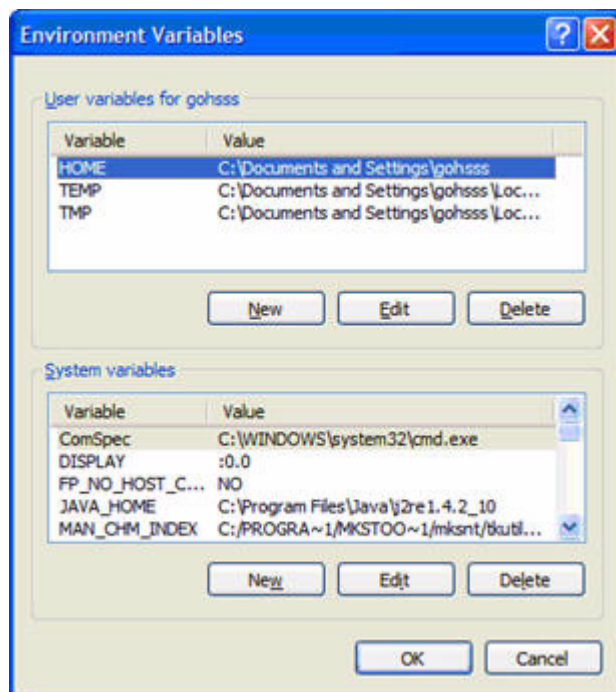 Environment Variables
User variables for gohsss
Variable Value
HOME C:\Documents and Settings\gohsss
TEMP C:\Documents and Settings\gohsss\Loc...
TMP C:\Documents and Settings\gohsss\Loc...
New Edit Delete
System variables
Variable Value
ComSpec C:\WINDOWS\system32\cmd.exe
DISPLAY :0.0
FP_NO_HOST_C... NO
JAVA_HOME C:\Program Files\Java\j2re1.4.2_10
MAN_CHM_INDEX C:/PROGRA~1/MKSTOO~1/mksnt/tkutil...
New Edit Delete
OK Cancel